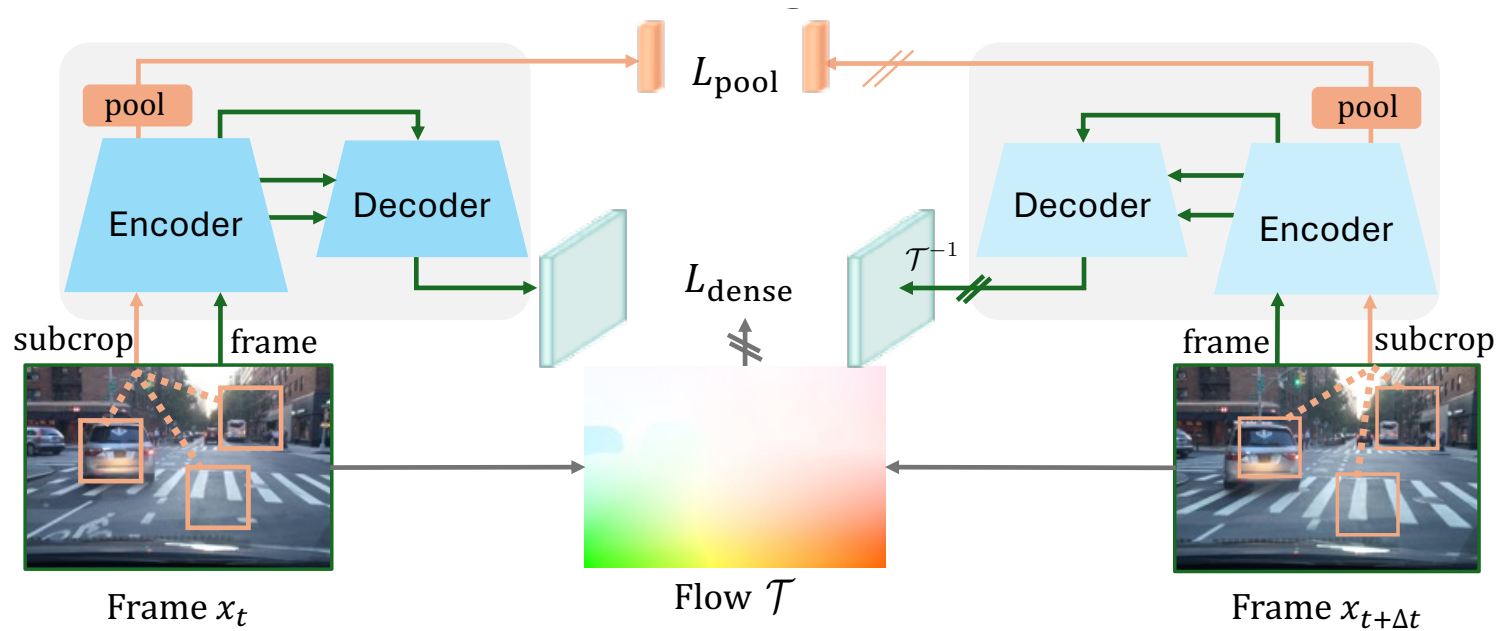 L_pool
pool
pool
Encoder
Decoder
Decoder
Encoder
𝒯⁻¹
L_dense
subcrop
frame
frame
subcrop
Frame x_t
Flow 𝒯
Frame x_{t+Δt}